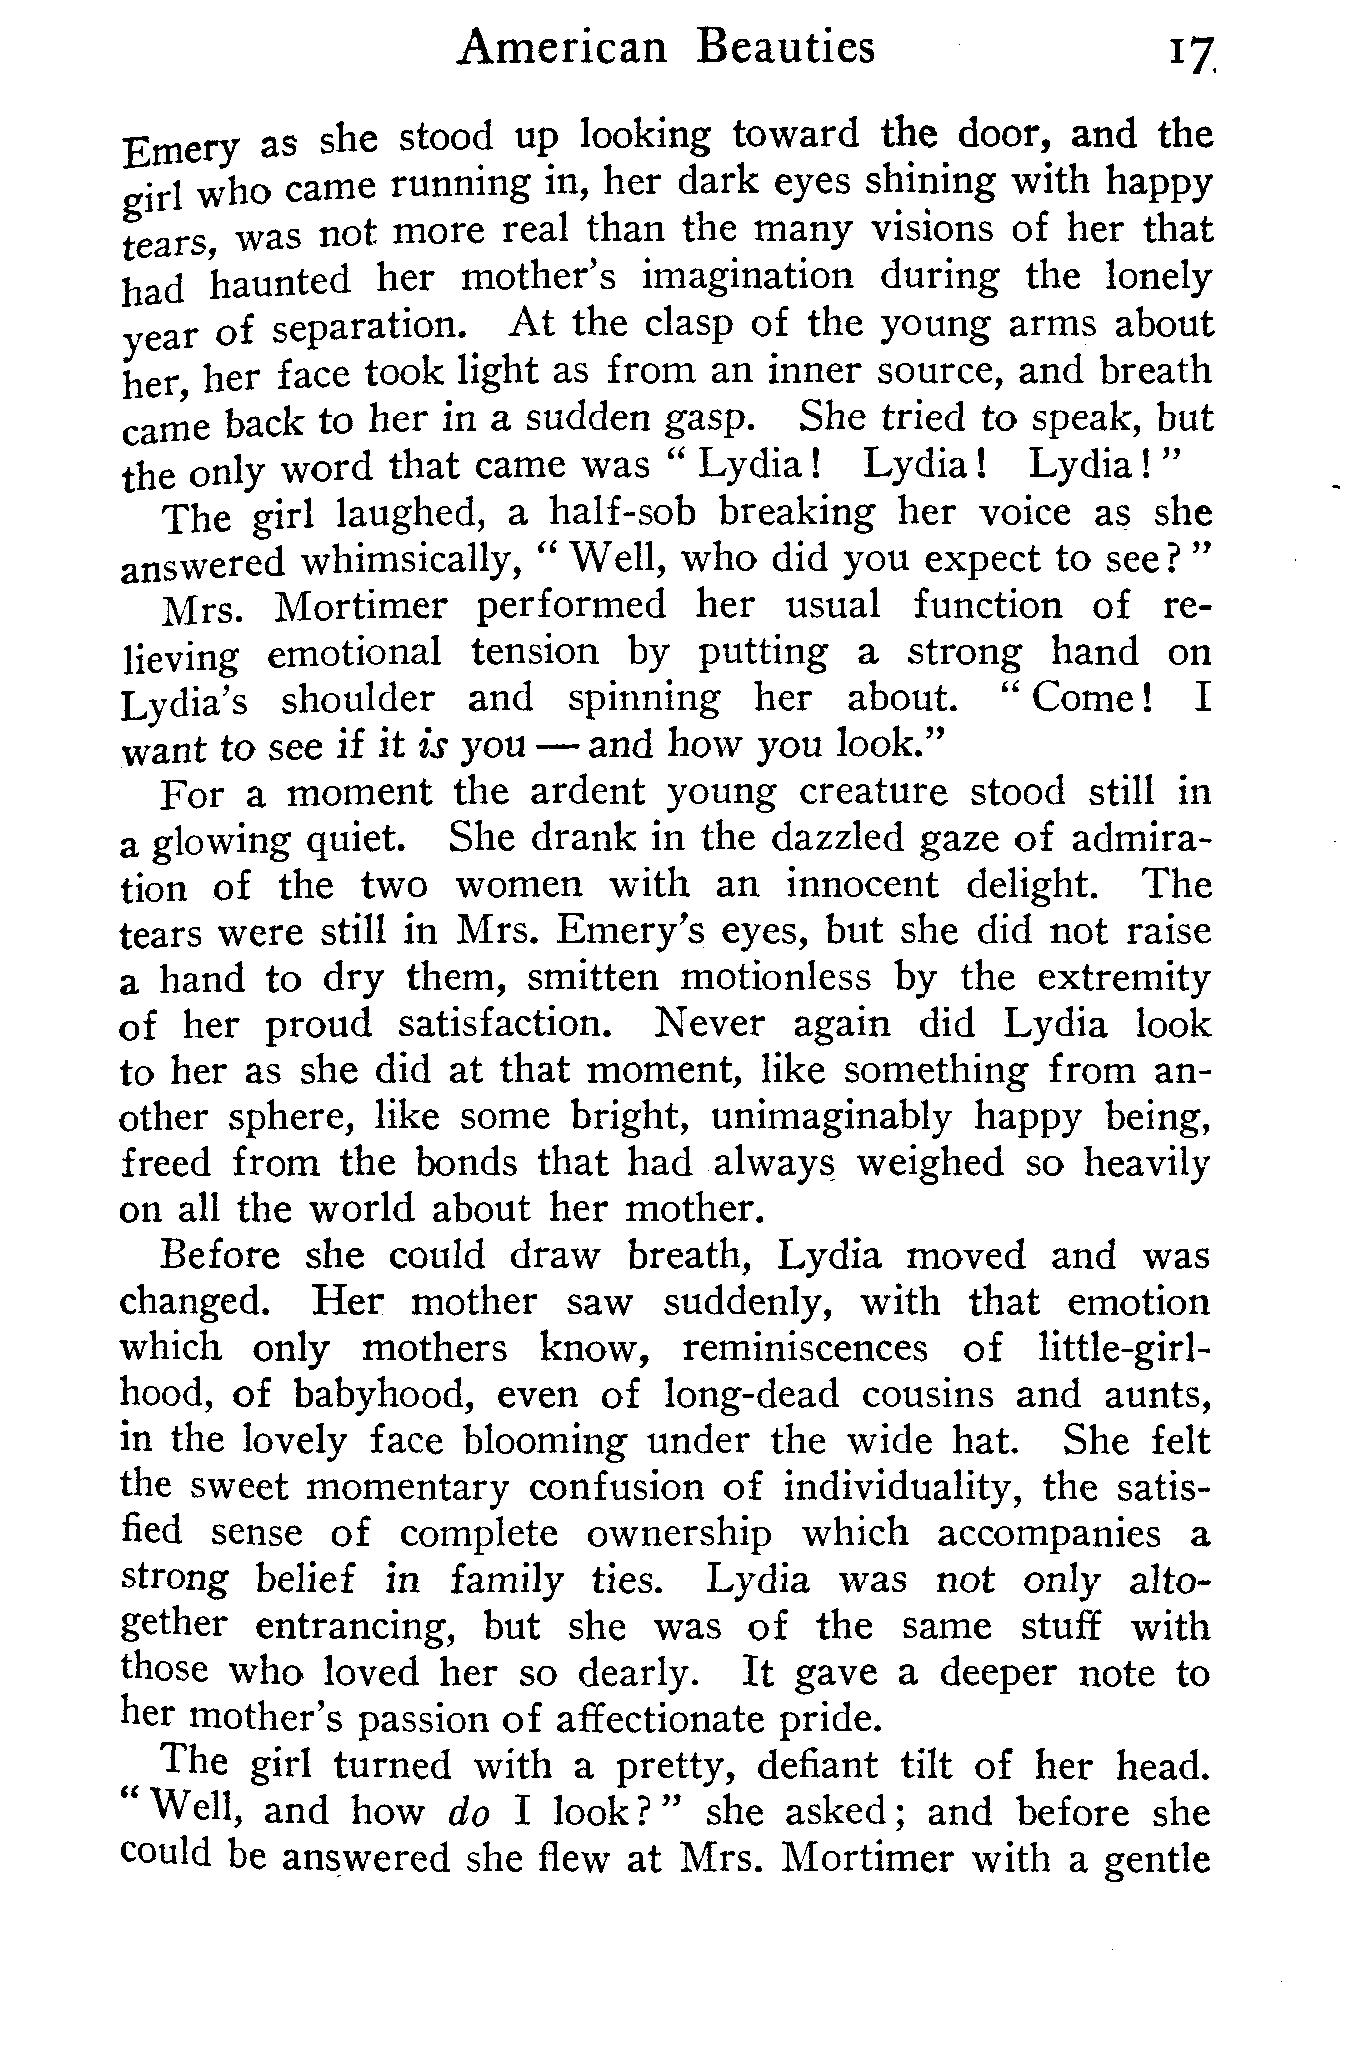 American Beauties 17
Emery as she stood up looking toward the door, and the
girl who came running in, her dark eyes shining with happy
tears, was not more real than the many visions of her that
had haunted her mother's imagination during the lonely
year of separation. At the clasp of the young arms about
her, her face took light as from an inner source, and breath
came back to her in a sudden gasp. She tried to speak, but
the only word that came was " Lydia! Lydia! Lydia! "
The girl laughed, a half-sob breaking her voice as she
answered whimsically, " Well, who did you expect to see? "
Mrs. Mortimer performed her usual function of re-
lieving emotional tension by putting a strong hand on
Lydia's shoulder and spinning her about. " Come! I
want to see if it is you — and how you look."
For a moment the ardent young creature stood still in
a glowing quiet. She drank in the dazzled gaze of admira-
tion of the two women with an innocent delight. The
tears were still in Mrs. Emery's eyes, but she did not raise
a hand to dry them, smitten motionless by the extremity
of her proud satisfaction. Never again did Lydia look
to her as she did at that moment, like something from an-
other sphere, like some bright, unimaginably happy being,
freed from the bonds that had always weighed so heavily
on all the world about her mother.
Before she could draw breath, Lydia moved and was
changed. Her mother saw suddenly, with that emotion
which only mothers know, reminiscences of little-girl-
hood, of babyhood, even of long-dead cousins and aunts,
in the lovely face blooming under the wide hat. She felt
the sweet momentary confusion of individuality, the satis-
fied sense of complete ownership which accompanies a
strong belief in family ties. Lydia was not only alto-
gether entrancing, but she was of the same stuff with
those who loved her so dearly. It gave a deeper note to
her mother's passion of affectionate pride.
The girl turned with a pretty, defiant tilt of her head.
" Well, and how do I look? " she asked; and before she
could be answered she flew at Mrs. Mortimer with a gentle